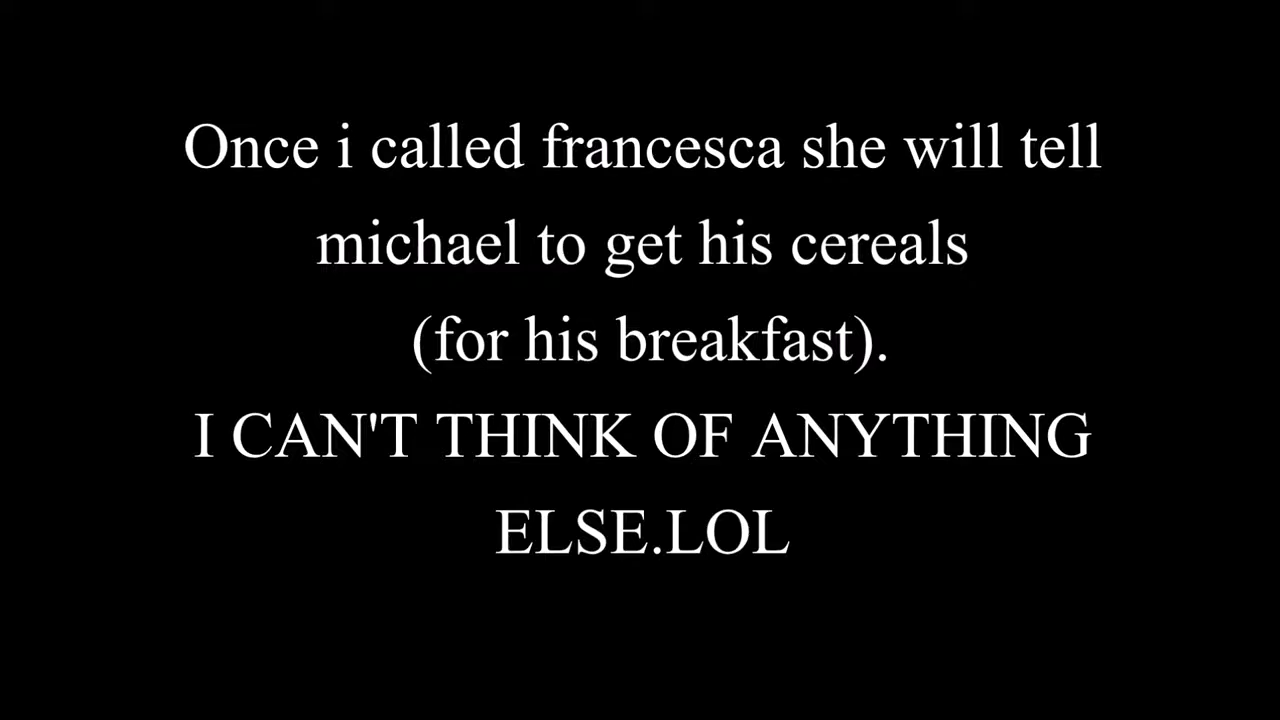 Once i called francesca she will tell
michael to get his cereals
(for his breakfast).
I CAN'T THINK OF ANYTHING
ELSE.LOL